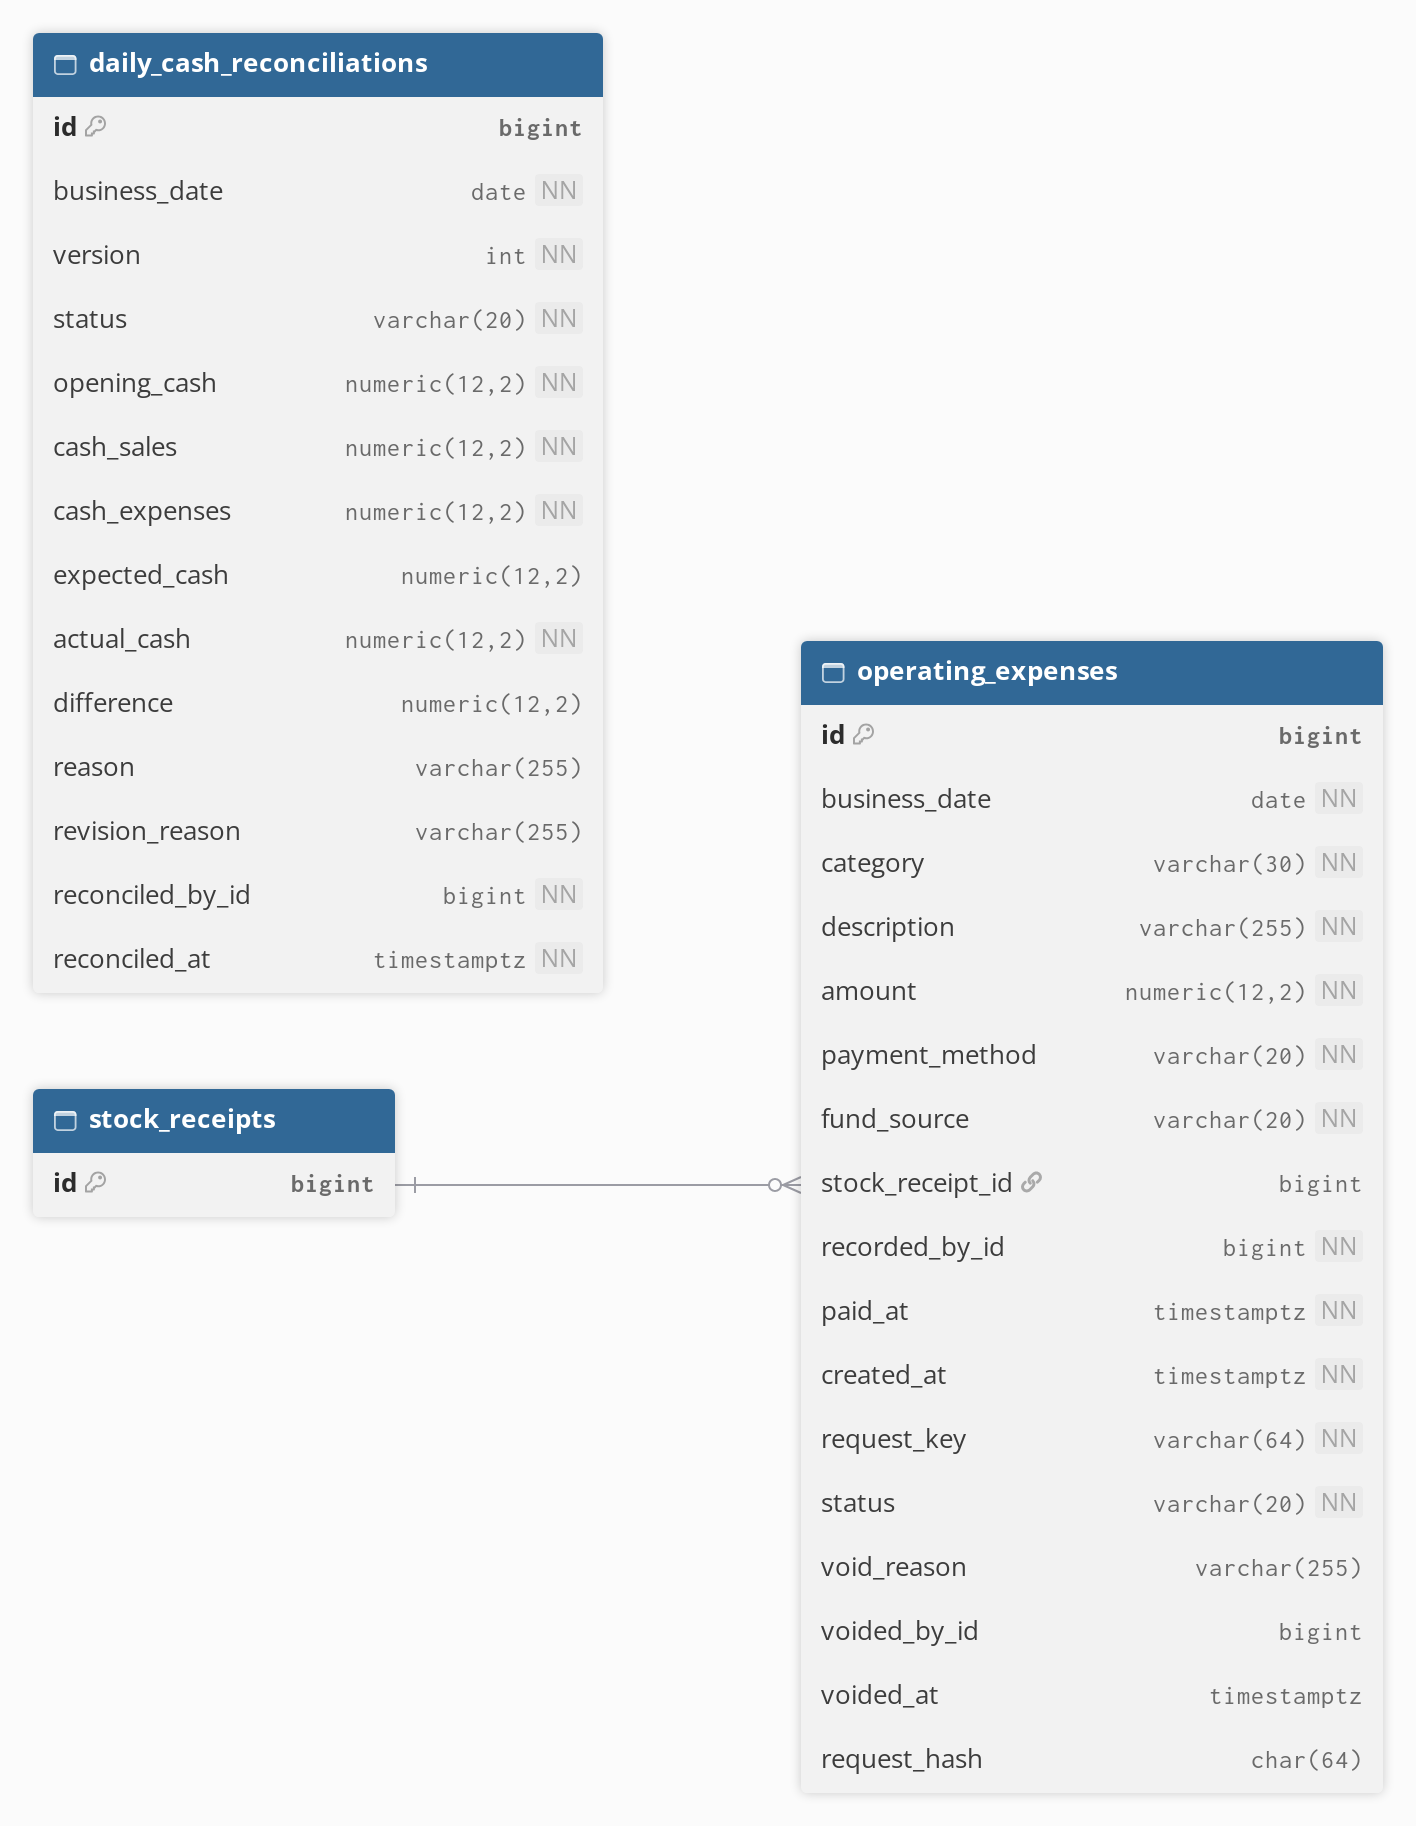 daily_cash_reconciliations
id bigint
business_date date NN
version int NN
status varchar(20) NN
opening_cash numeric(12,2) NN
cash_sales numeric(12,2) NN
cash_expenses numeric(12,2) NN
expected_cash numeric(12,2)
actual_cash numeric(12,2) NN
difference numeric(12,2)
reason varchar(255)
revision_reason varchar(255)
reconciled_by_id bigint NN
reconciled_at timestamptz NN
stock_receipts
id bigint
operating_expenses
id bigint
business_date date NN
category varchar(30) NN
description varchar(255) NN
amount numeric(12,2) NN
payment_method varchar(20) NN
fund_source varchar(20) NN
stock_receipt_id bigint
recorded_by_id bigint NN
paid_at timestamptz NN
created_at timestamptz NN
request_key varchar(64) NN
status varchar(20) NN
void_reason varchar(255)
voided_by_id bigint
voided_at timestamptz
request_hash char(64)